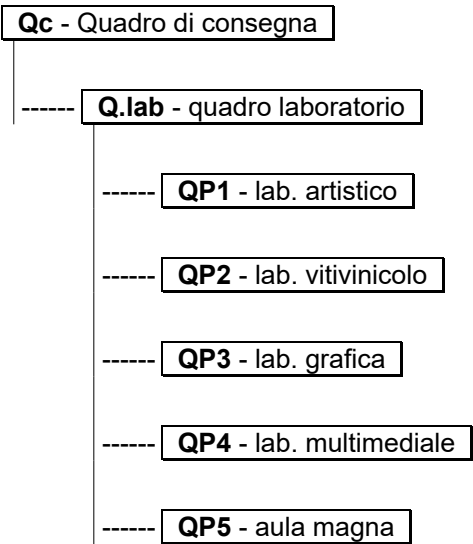 Qc - Quadro di consegna
------ Q.lab - quadro laboratorio
------ QP1 - lab. artistico
------ QP2 - lab. vitivinicolo
------ QP3 - lab. grafica
------ QP4 - lab. multimediale
------ QP5 - aula magna